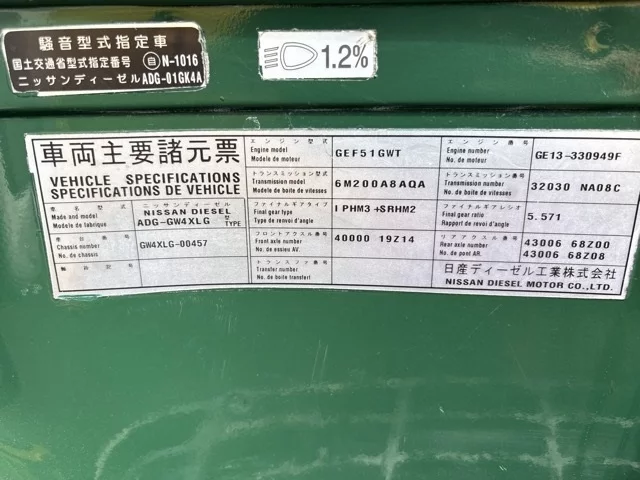 騒音型式指定車
国土交通省型式指定番号 自 N-1016
ニッサンディーゼル ADG-01GK4A
1.2%
車両主要諸元票
VEHICLE SPECIFICATIONS
SPECIFICATIONS DE VEHICLE
車名型式 ニッサンディーゼル
Made and model NISSAN DIESEL
Modele de labrique ADG-GW4XLG 型 TYPE
車台番号
Chassis number GW4XLG-00457
No. de chassis
製品番号
エンジン型式
Engine model GEF51GWT
Modele de moteur
トランスミッション型式
Transmission model 6M200A8AQA
Modele de boite de vitesses
ファイナルギアタイプ
Final gear type I PHM3+SRHM2
Type de renvoi d'angle
フロントアクスル番号
Front axle number 40000 19Z14
No. de essieu AV.
トランスファ番号
Transfer number
No. de boite transfert
エンジン番号
Engine number GE13-330949F
No. de moteur
トランスミッション番号
Transmission number 32030 NA08C
No. de boite de vitesses
ファイナルギアレシオ
Final gear ratio 5.571
Rapport de renvoi d'angle
リアアクスル番号 43006 68Z00
Rear axle number
No. de pont AR. 43006 68Z08
日産ディーゼル工業株式会社
NISSAN DIESEL MOTOR CO.,LTD.